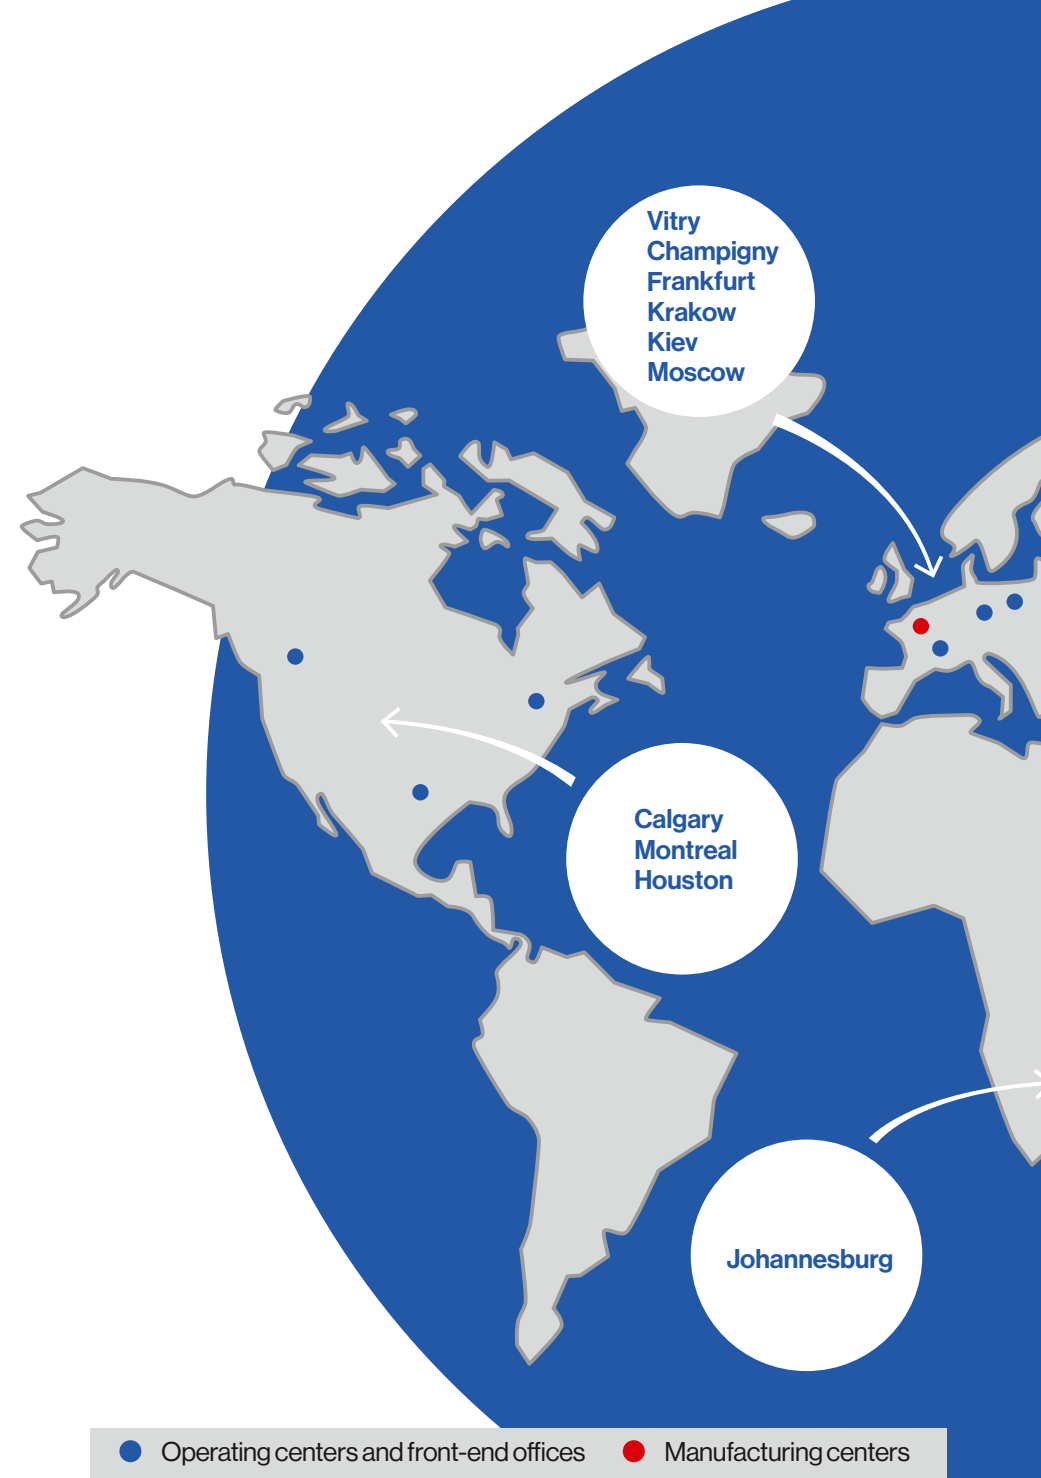 Vitry
Champigny
Frankfurt
Krakow
Kiev
Moscow
Calgary
Montreal
Houston
Johannesburg
Operating centers and front-end offices
Manufacturing centers